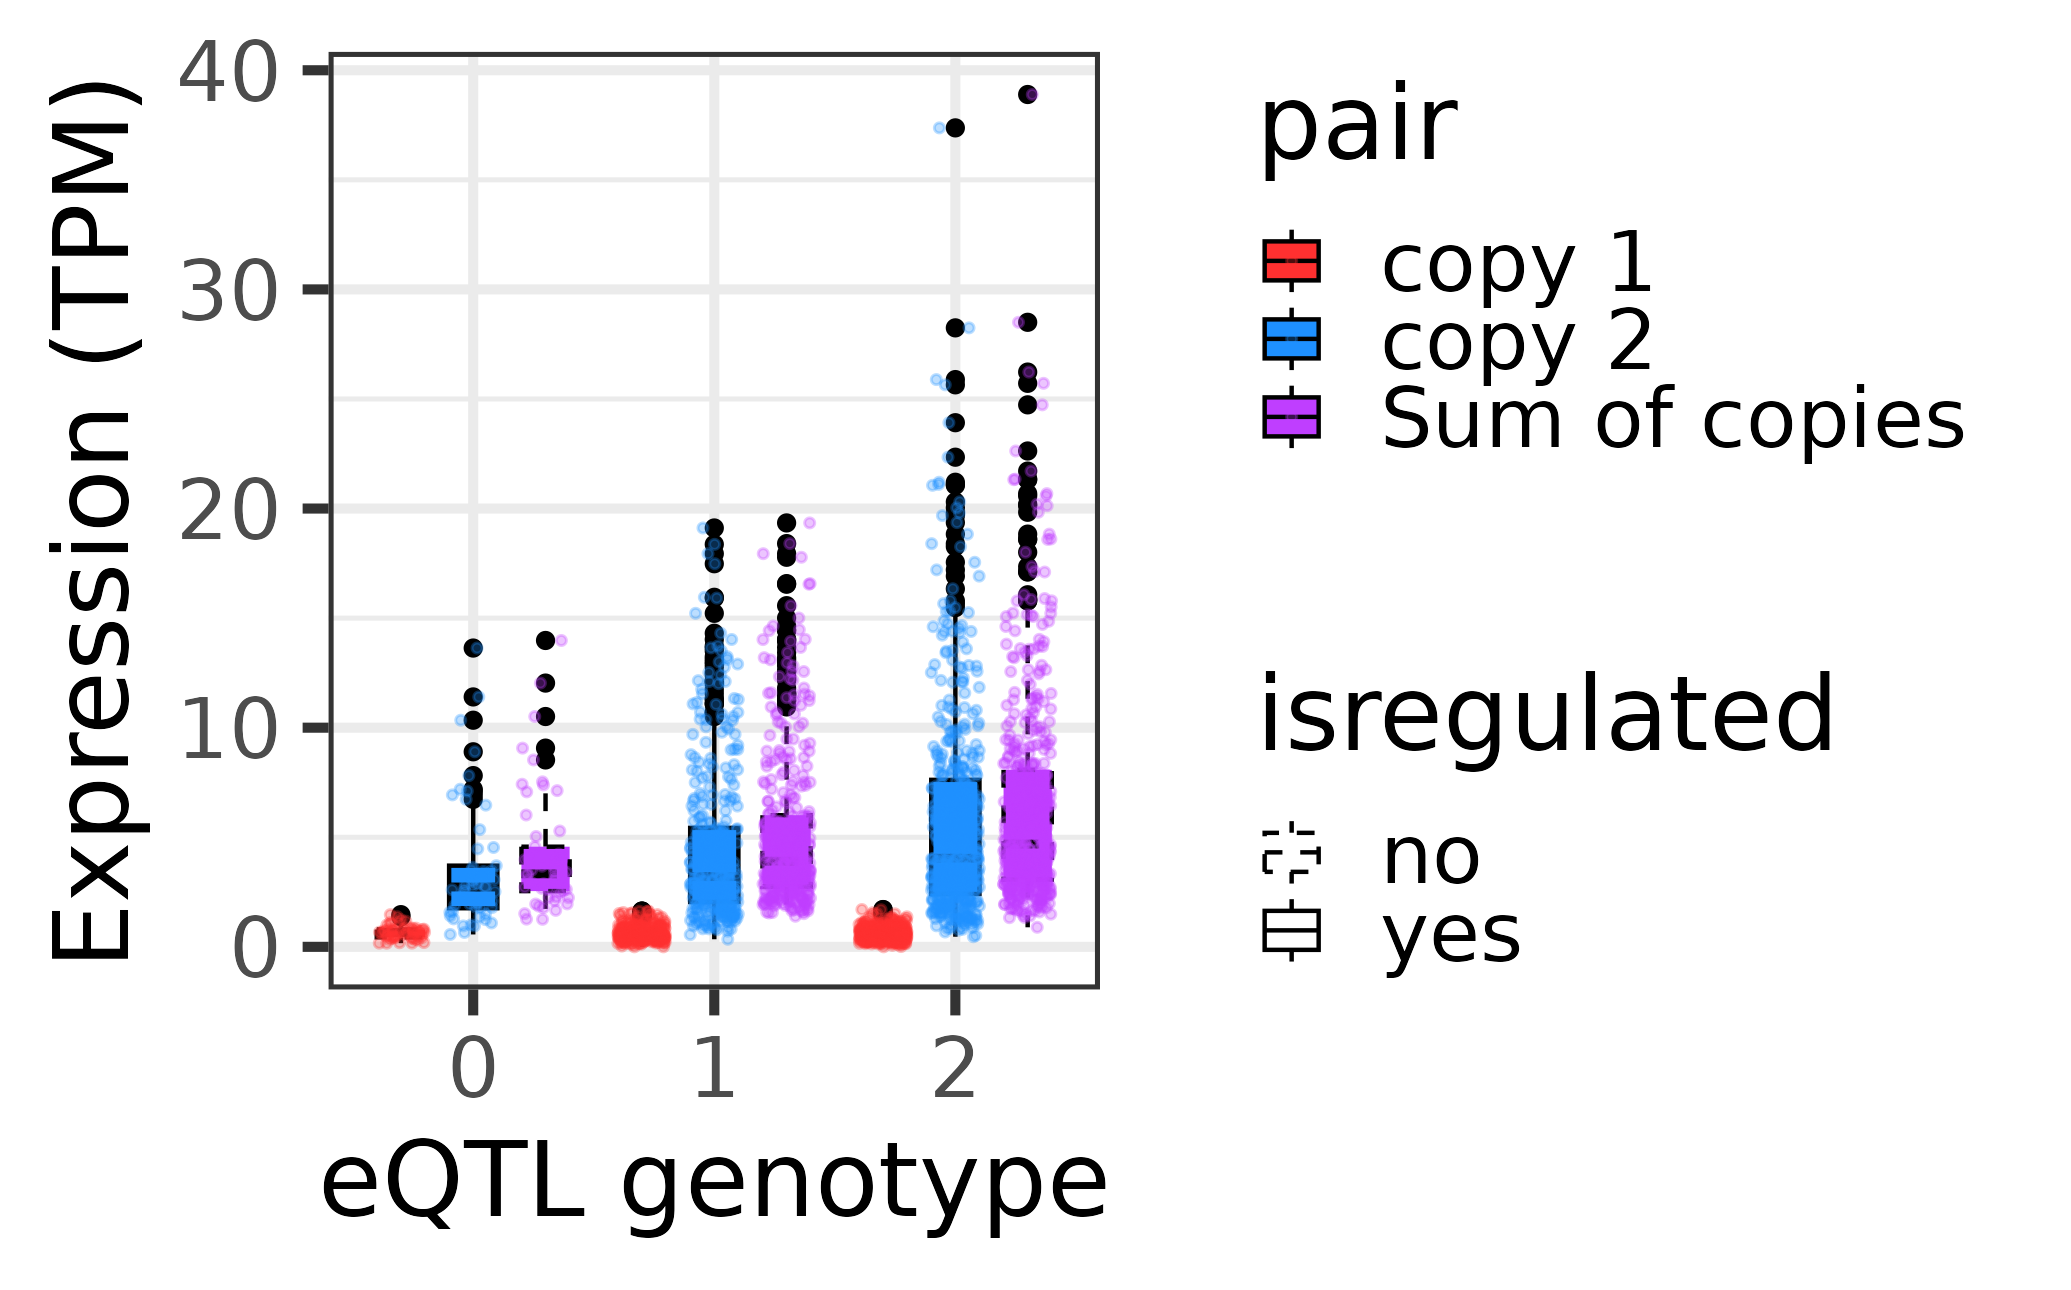 Expression (TPM)
40
30
20
10
0
0 1 2
eQTL genotype
pair
copy 1
copy 2
Sum of copies
isregulated
no
yes